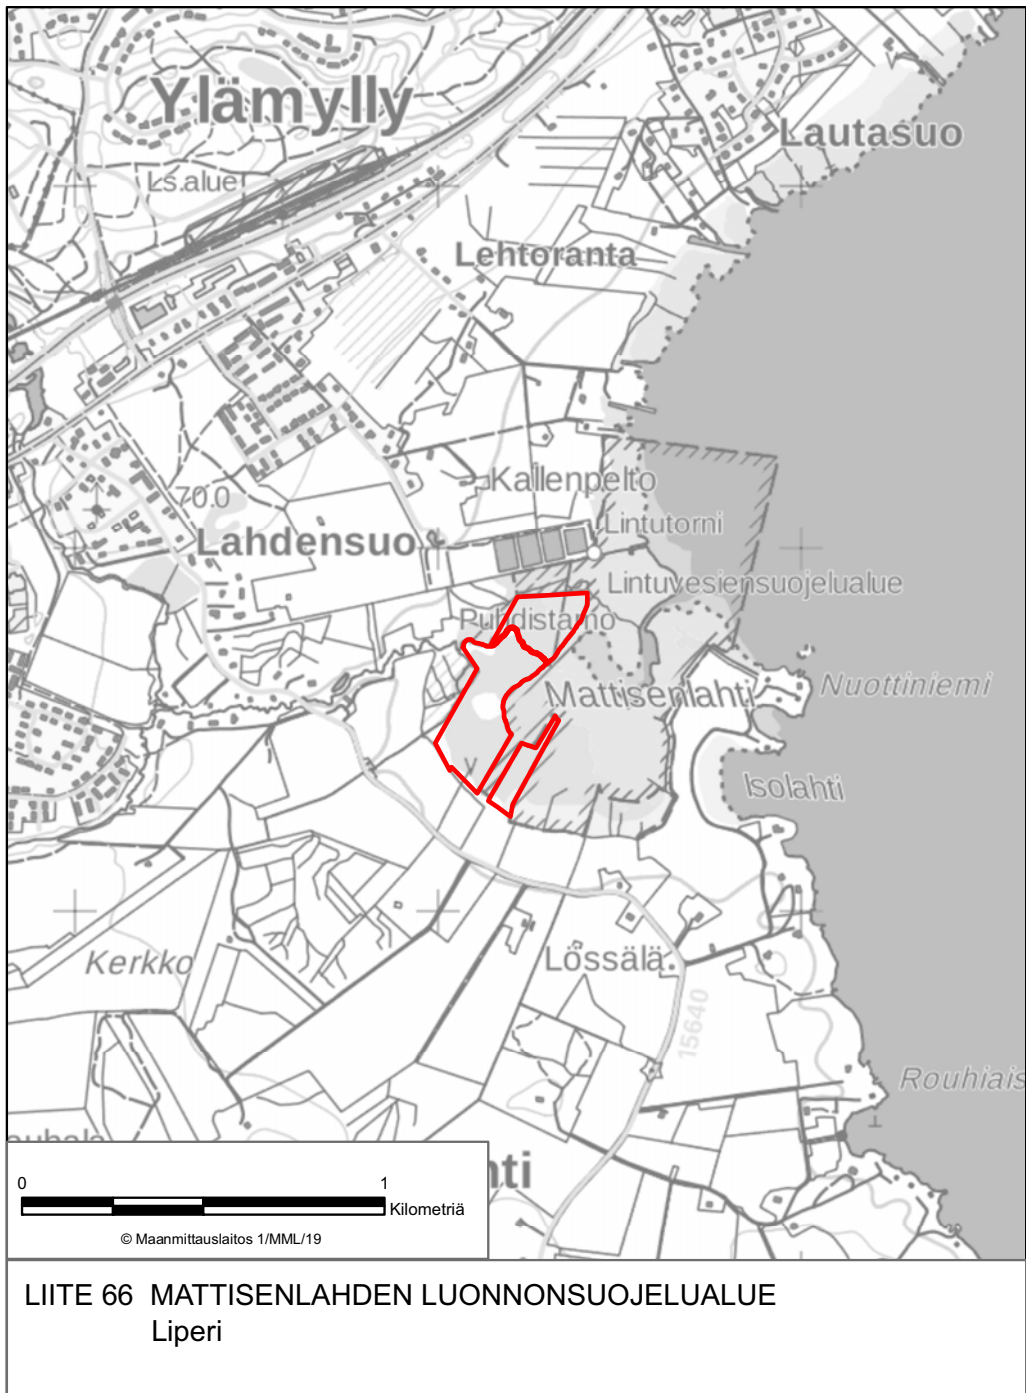 Ylämylly
Lautasuo
Ls.alue
Lehtoranta
Kallenpelto
70.0
Lintutorni
Lahdensuo
Lintuvesiensuojelualue
Puhdistamo
Mattisenlahti
Nuottiniemi
Isolahti
Kerkko
Lössälä
15640
Rouhiais
nti
0 1
Kilometriä
© Maanmittauslaitos 1/MML/19
LIITE 66 MATTISENLAHDEN LUONNONSUOJELUALUE
Liperi